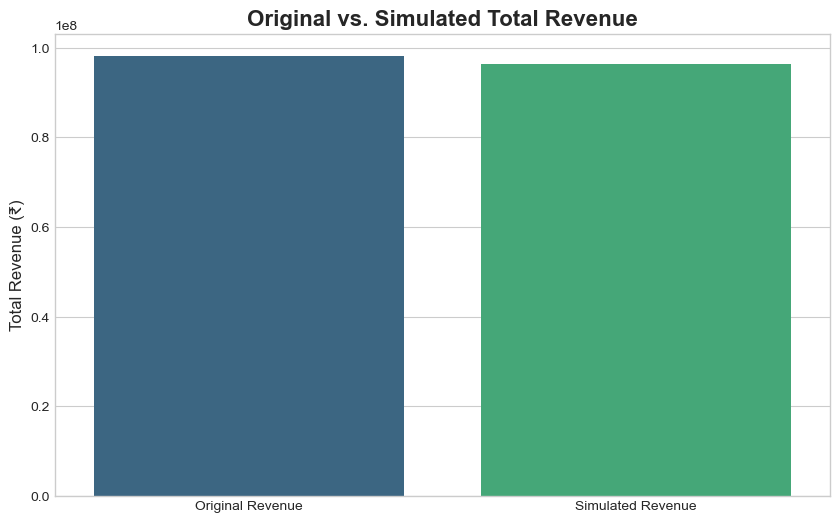 Original vs. Simulated Total Revenue
1e8
Total Revenue (₹)
1.0
0.8
0.6
0.4
0.2
0.0
Original Revenue
Simulated Revenue